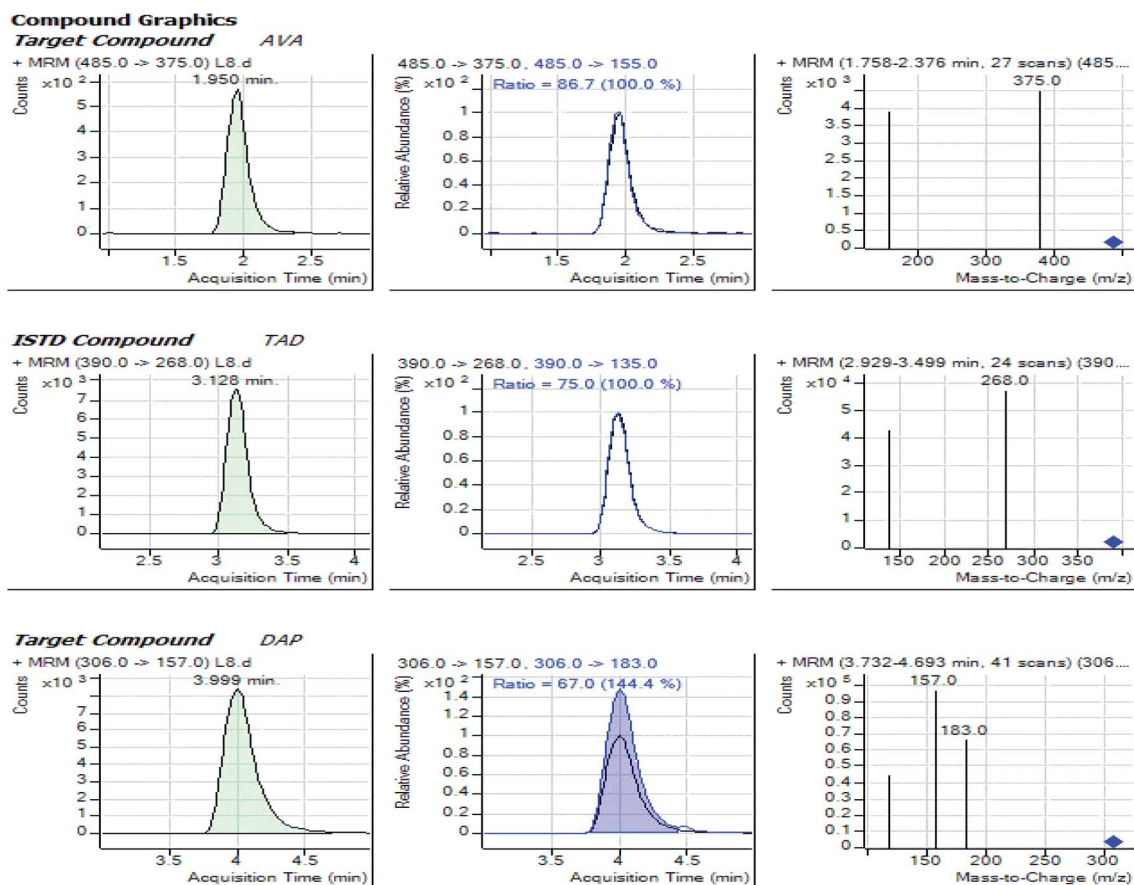 Compound Graphics
Target Compound AVA
+ MRM (485.0 -> 375.0) L8.d
x10 2
1.950 min.
Counts
5
4
3
2
1
0
1.5 2 2.5
Acquisition Time (min)
485.0 -> 375.0, 485.0 -> 155.0
x10 2
Ratio = 86.7 (100.0 %)
Relative Abundance (%)
1
0.8
0.6
0.4
0.2
0
1.5 2 2.5
Acquisition Time (min)
+ MRM (1.758-2.376 min, 27 scans) (485....
x10 3
375.0
Counts
4.5
4
3.5
3
2.5
2
1.5
1
0.5
0
200 300 400
Mass-to-Charge (m/z)
ISTD Compound TAD
+ MRM (390.0 -> 268.0) L8.d
x10 3
3.128 min.
Counts
7
6
5
4
3
2
1
0
2.5 3 3.5 4
Acquisition Time (min)
390.0 -> 268.0, 390.0 -> 135.0
x10 2
Ratio = 75.0 (100.0 %)
Relative Abundance (%)
1
0.8
0.6
0.4
0.2
0
2.5 3 3.5 4
Acquisition Time (min)
+ MRM (2.929-3.499 min, 24 scans) (390....
x10 4
268.0
Counts
5
4
3
2
1
0
150 200 250 300 350
Mass-to-Charge (m/z)
Target Compound DAP
+ MRM (306.0 -> 157.0) L8.d
x10 3
3.999 min.
Counts
7
6
5
4
3
2
1
0
3.5 4 4.5
Acquisition Time (min)
306.0 -> 157.0, 306.0 -> 183.0
x10 2
Ratio = 67.0 (144.4 %)
Relative Abundance (%)
1.4
1.2
1
0.8
0.6
0.4
0.2
0
3.5 4 4.5
Acquisition Time (min)
+ MRM (3.732-4.693 min, 41 scans) (306....
x10 5
157.0
183.0
Counts
0.9
0.8
0.7
0.6
0.5
0.4
0.3
0.2
0.1
0
150 200 250 300
Mass-to-Charge (m/z)